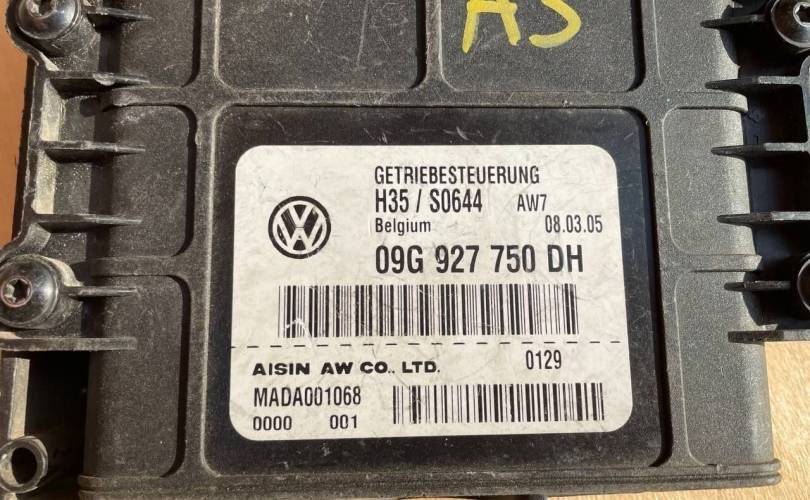 AS
GETRIEBESTEUERUNG
H35 / S0644 AW7
Belgium 08.03.05
09G 927 750 DH
AISIN AW CO., LTD. 0129
MADA001068
0000 001